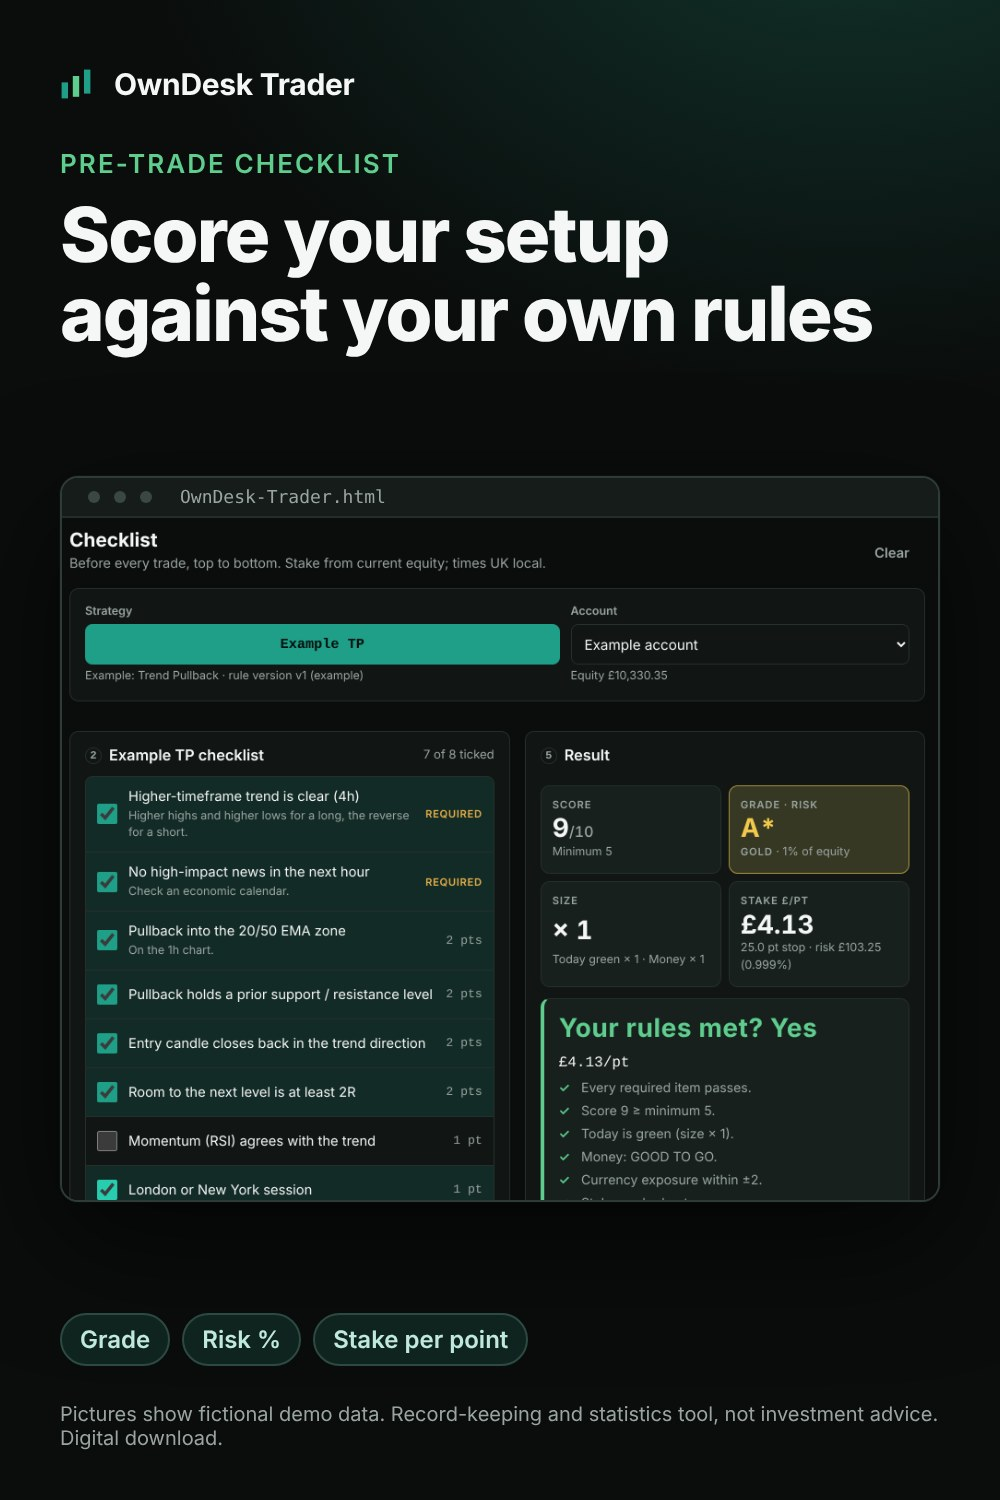 OwnDesk Trader
PRE-TRADE CHECKLIST
Score your setup
against your own rules
OwnDesk-Trader.html
Checklist
Before every trade, top to bottom. Stake from current equity; times UK local.
Clear
Strategy
Example TP
Example: Trend Pullback · rule version v1 (example)
Account
Example account
Equity £10,330.35
2 Example TP checklist
7 of 8 ticked
Higher-timeframe trend is clear (4h)
Higher highs and higher lows for a long, the reverse
for a short.
REQUIRED
No high-impact news in the next hour
Check an economic calendar.
REQUIRED
Pullback into the 20/50 EMA zone
On the 1h chart.
2 pts
Pullback holds a prior support / resistance level
2 pts
Entry candle closes back in the trend direction
2 pts
Room to the next level is at least 2R
2 pts
Momentum (RSI) agrees with the trend
1 pt
London or New York session
1 pt
5 Result
SCORE
9/10
Minimum 5
GRADE · RISK
A*
GOLD · 1% of equity
SIZE
× 1
Today green × 1 · Money × 1
STAKE £/PT
£4.13
25.0 pt stop · risk £103.25
(0.999%)
Your rules met? Yes
£4.13/pt
✓ Every required item passes.
✓ Score 9 ≥ minimum 5.
✓ Today is green (size × 1).
✓ Money: GOOD TO GO.
✓ Currency exposure within ±2.
Grade
Risk %
Stake per point
Pictures show fictional demo data. Record-keeping and statistics tool, not investment advice.
Digital download.